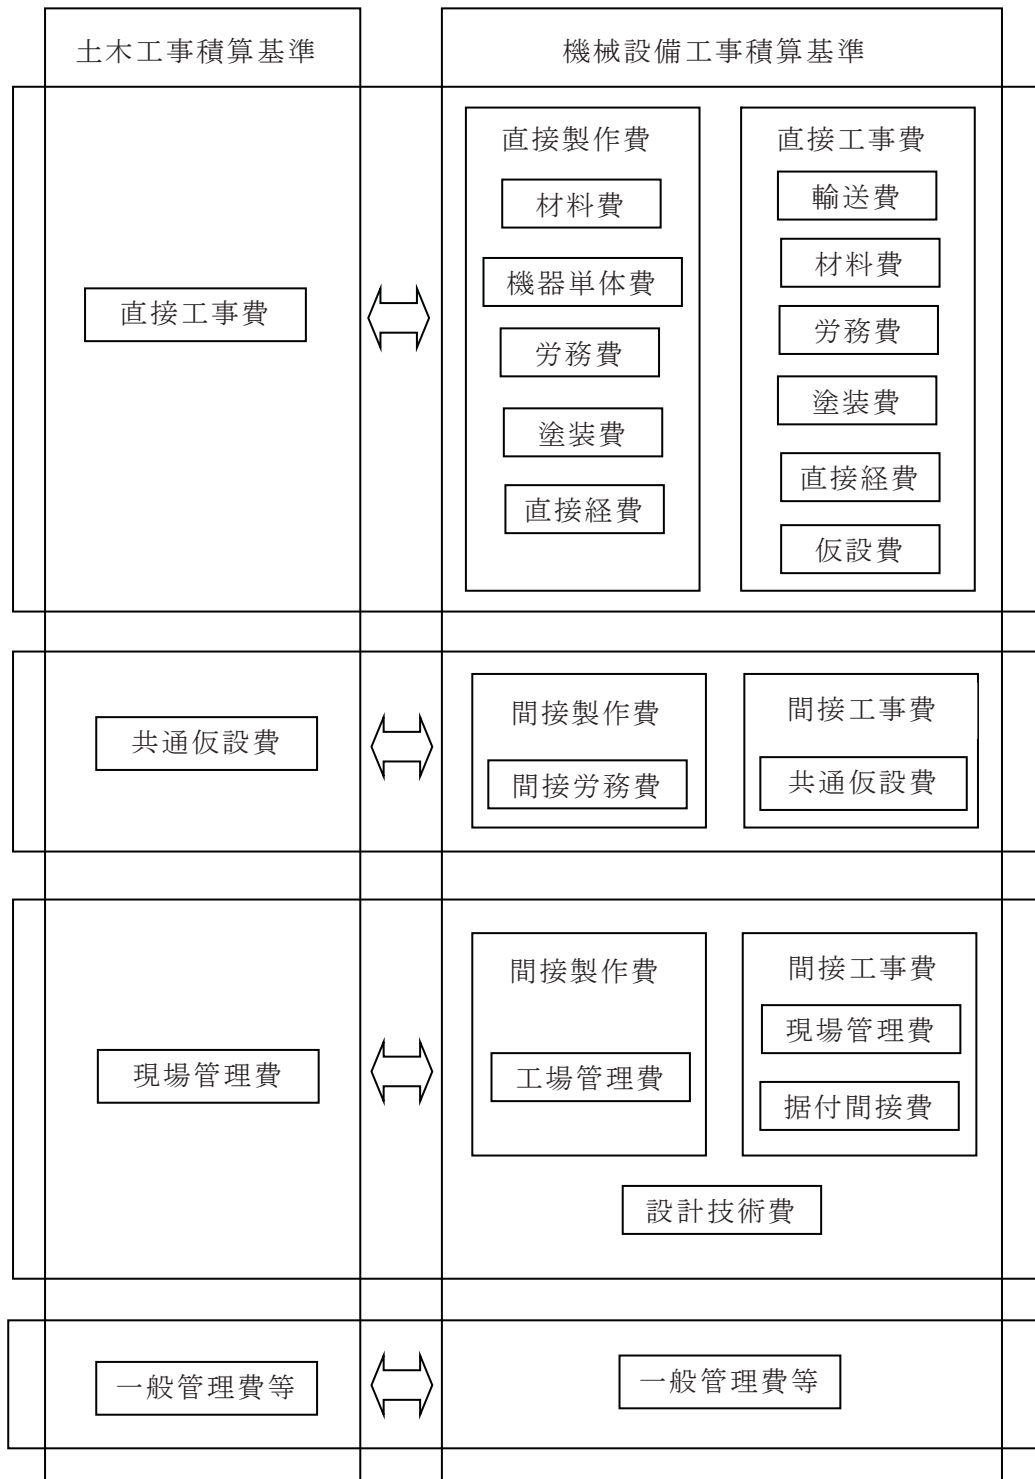 土木工事積算基準
機械設備工事積算基準
直接工事費
直接製作費
材料費
機器単体費
労務費
塗装費
直接経費
直接工事費
輸送費
材料費
労務費
塗装費
直接経費
仮設費
共通仮設費
間接製作費
間接労務費
間接工事費
共通仮設費
現場管理費
間接製作費
工場管理費
間接工事費
現場管理費
据付間接費
設計技術費
一般管理費等
一般管理費等